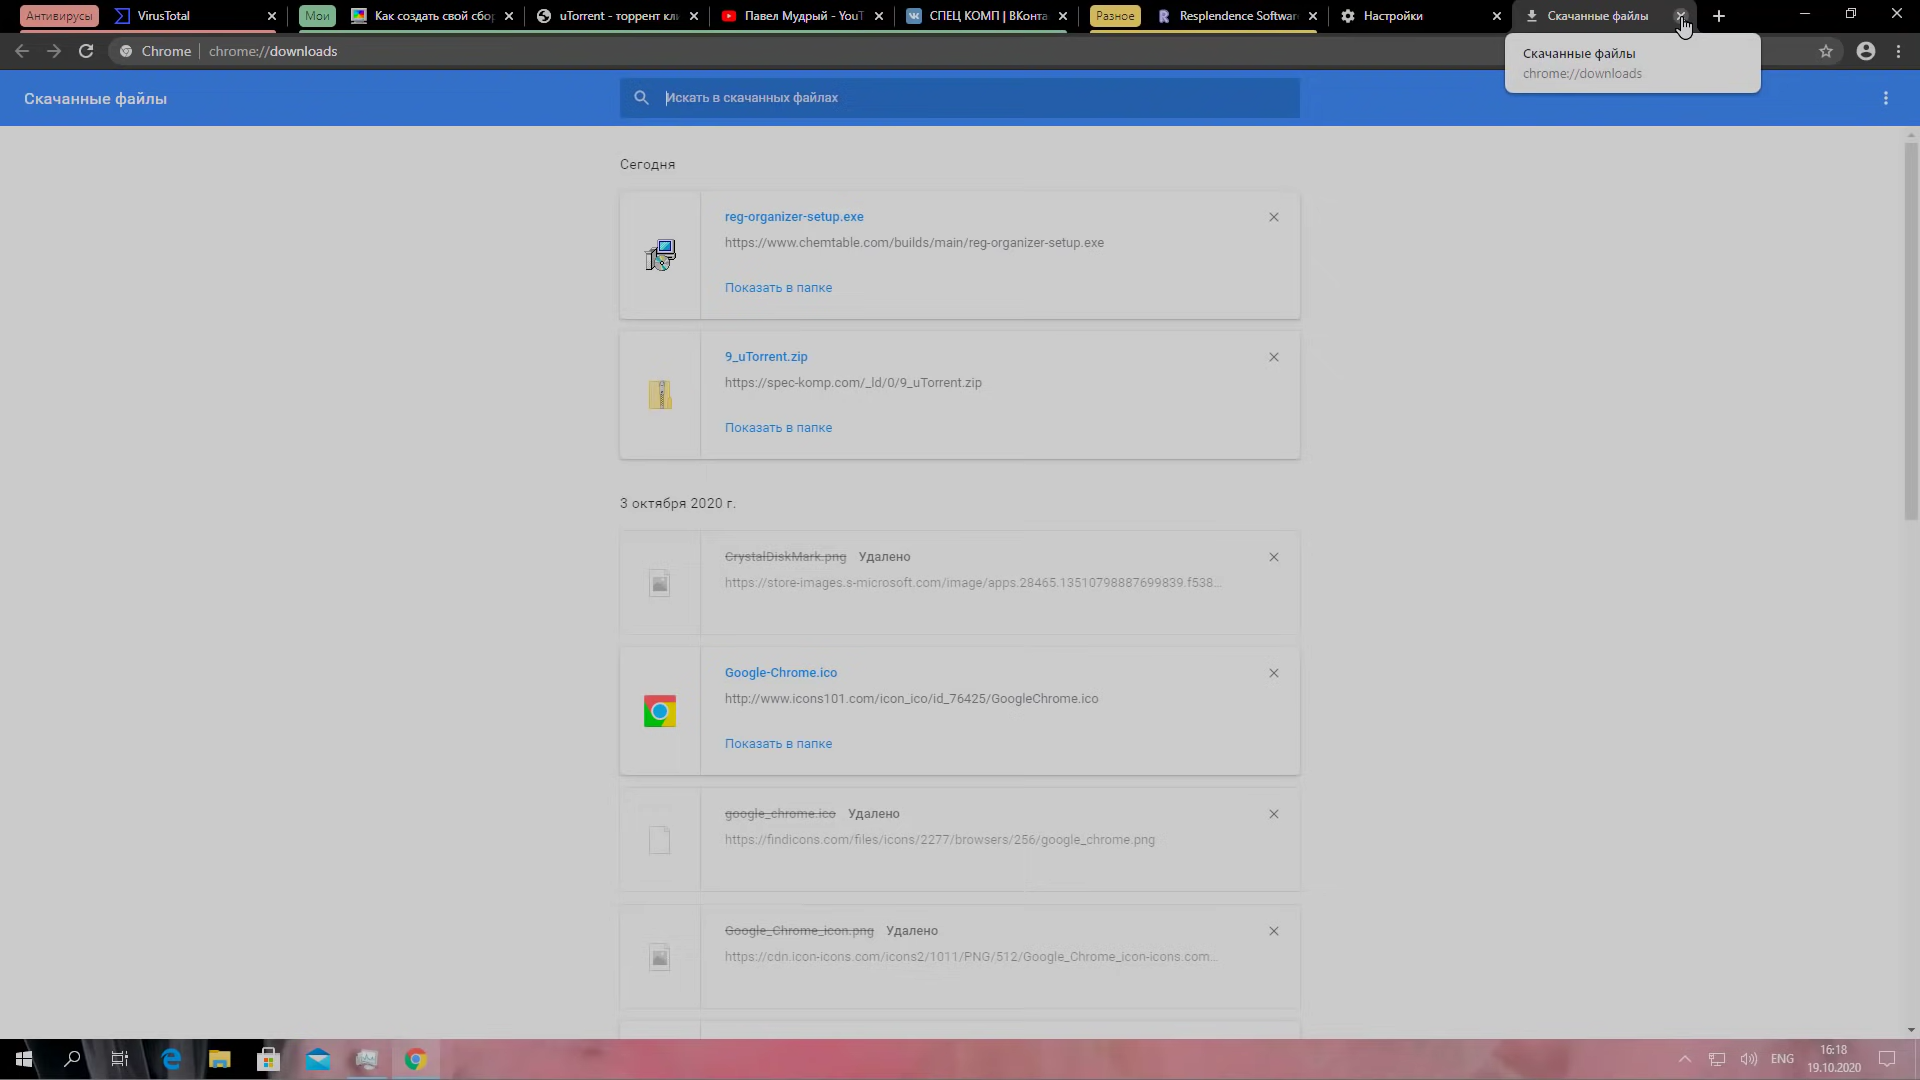 Антивирусы
VirusTotal
Мои
Как создать свой сбо
uTorrent - торрент кли
Павел Мудрый - YouT
СПЕЦ КОМП | ВКонта
Разное
Resplendence Softwar
Настройки
Скачанные файлы
Chrome
chrome://downloads
Скачанные файлы
chrome://downloads
Скачанные файлы
Искать в скачанных файлах
Сегодня
reg-organizer-setup.exe
https://www.chemtable.com/builds/main/reg-organizer-setup.exe
Показать в папке
9_uTorrent.zip
https://spec-komp.com/_ld/0/9_uTorrent.zip
Показать в папке
3 октября 2020 г.
CrystalDiskMark.png Удалено
https://store-images.s-microsoft.com/image/apps.28465.13510798887699839.f538...
Google-Chrome.ico
http://www.icons101.com/icon_ico/id_76425/GoogleChrome.ico
Показать в папке
google_chrome.ico Удалено
https://findicons.com/files/icons/2277/browsers/256/google_chrome.png
Google_Chrome_icon.png Удалено
https://cdn.icon-icons.com/icons2/1011/PNG/512/Google_Chrome_icon-icons.com...
ENG
16:18
19.10.2020